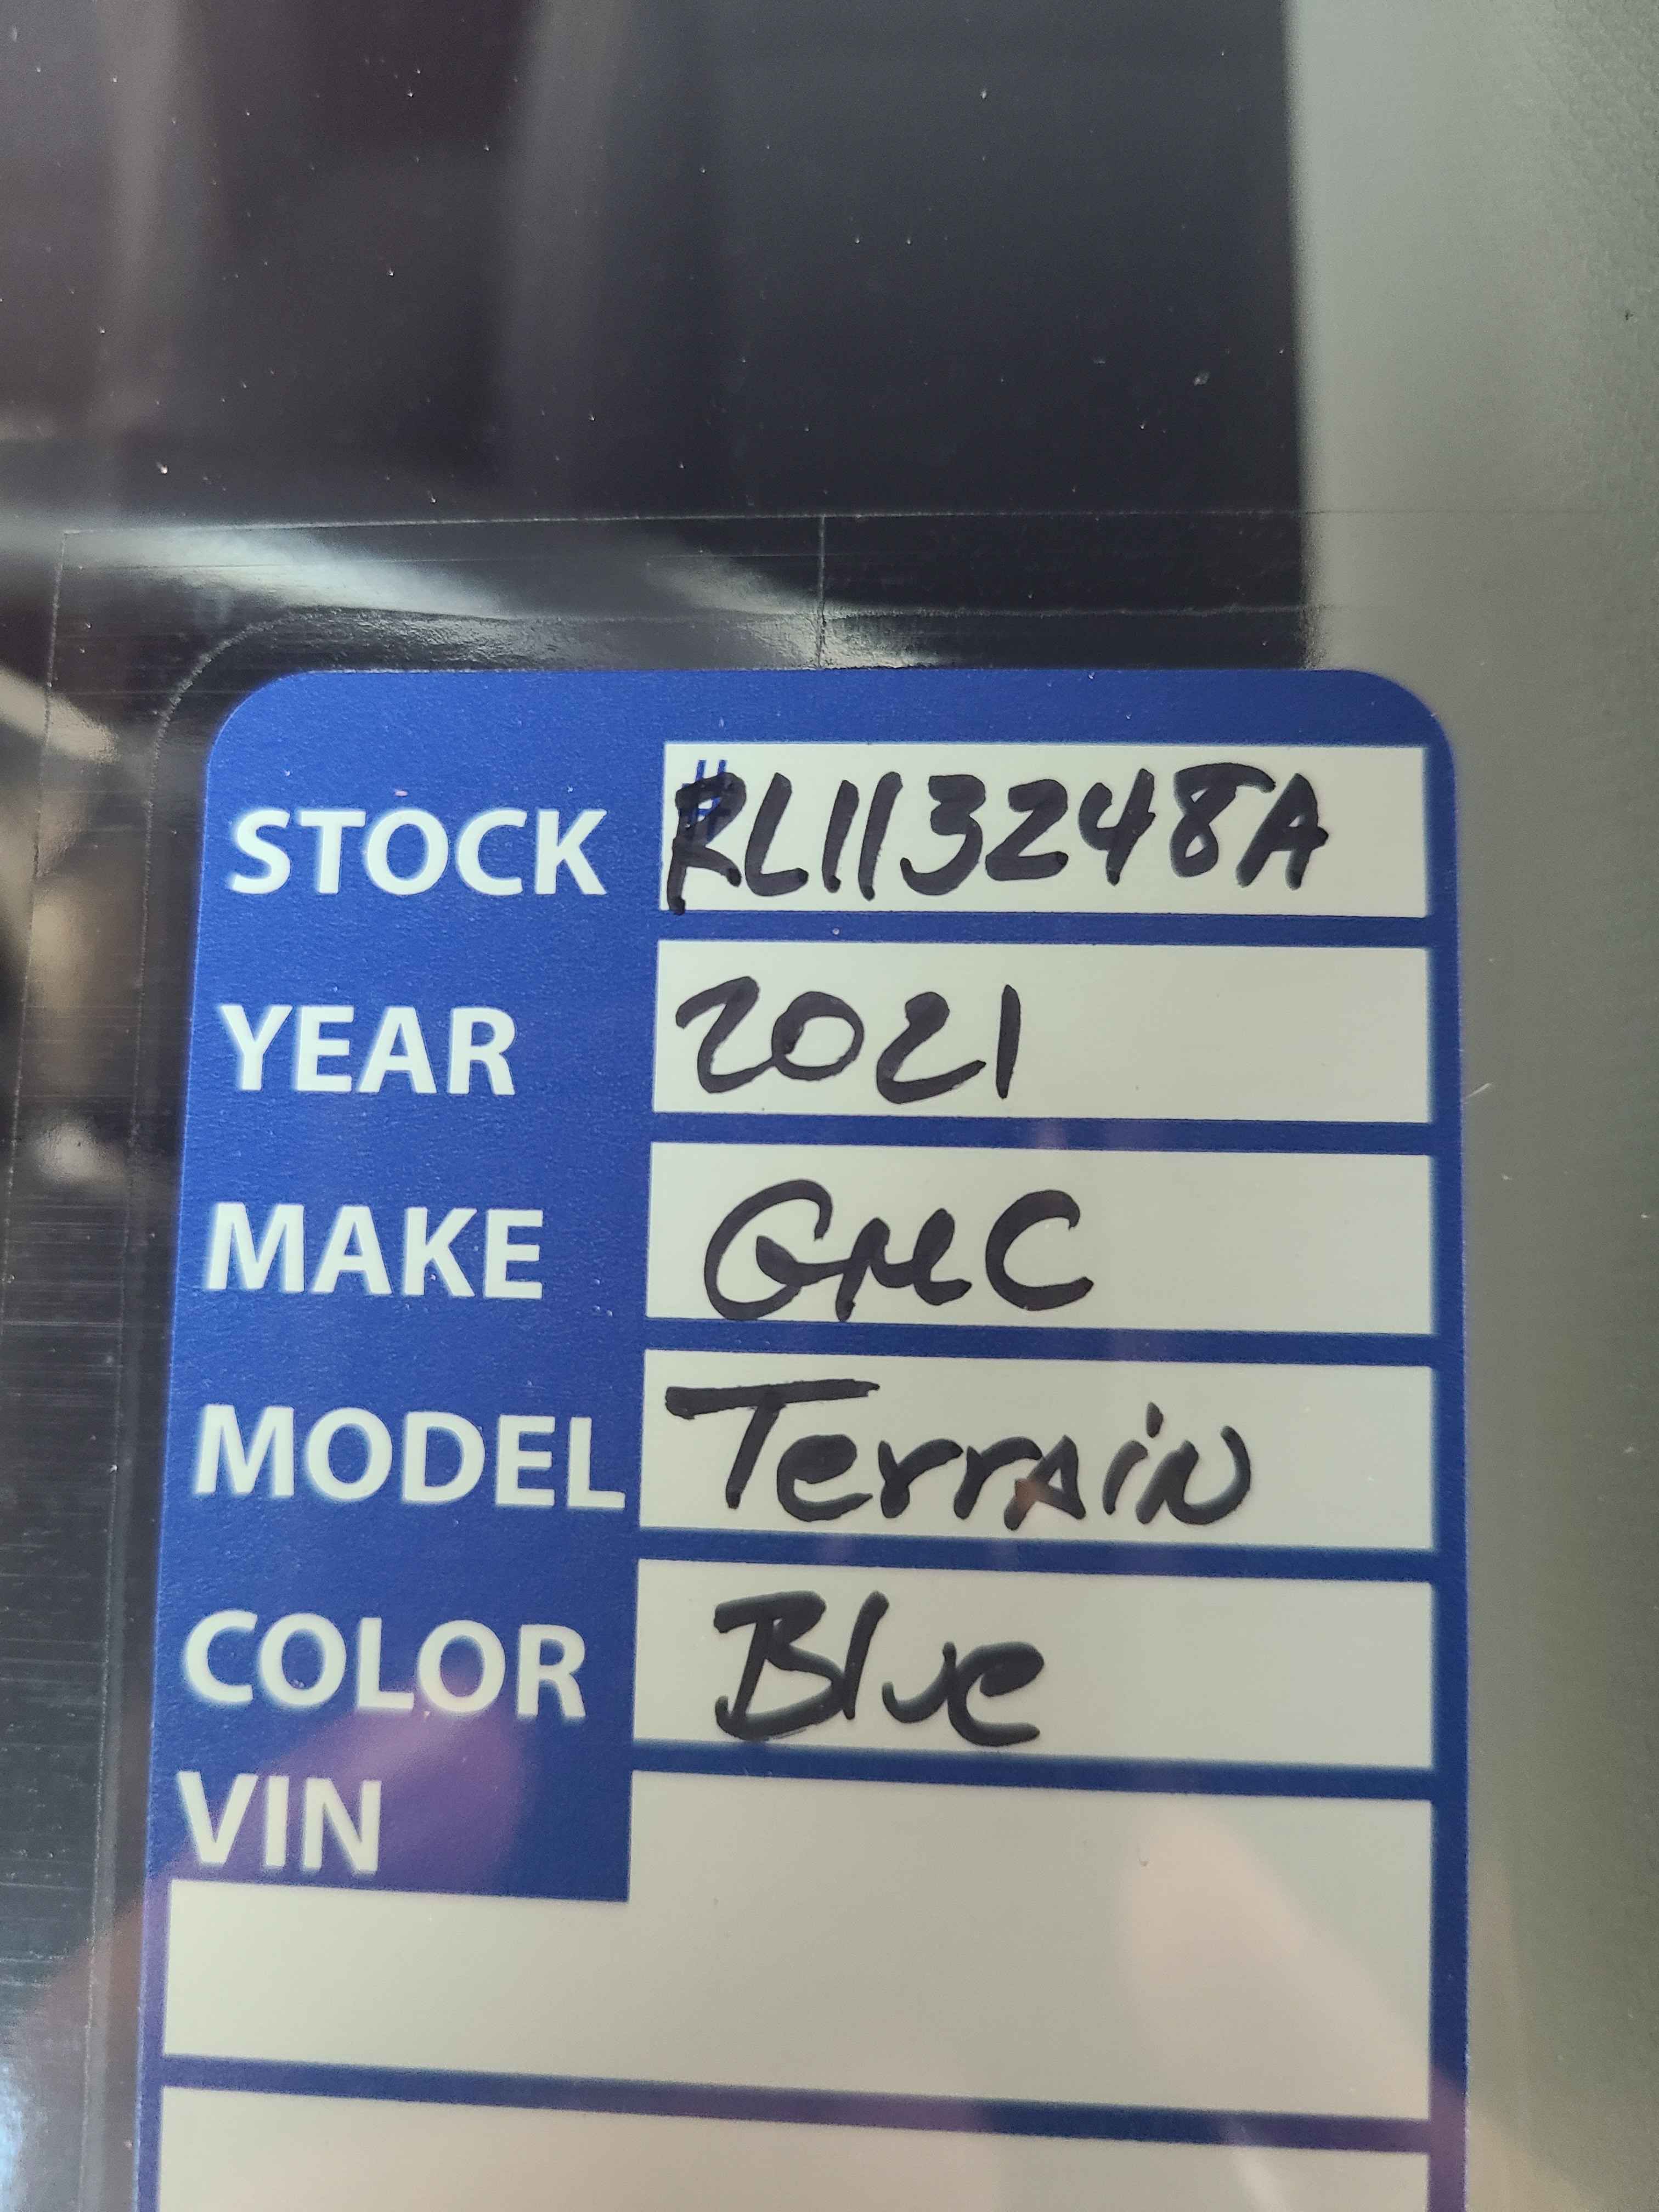 STOCK # RL113248A
YEAR 2021
MAKE GMC
MODEL Terrain
COLOR Blue
VIN